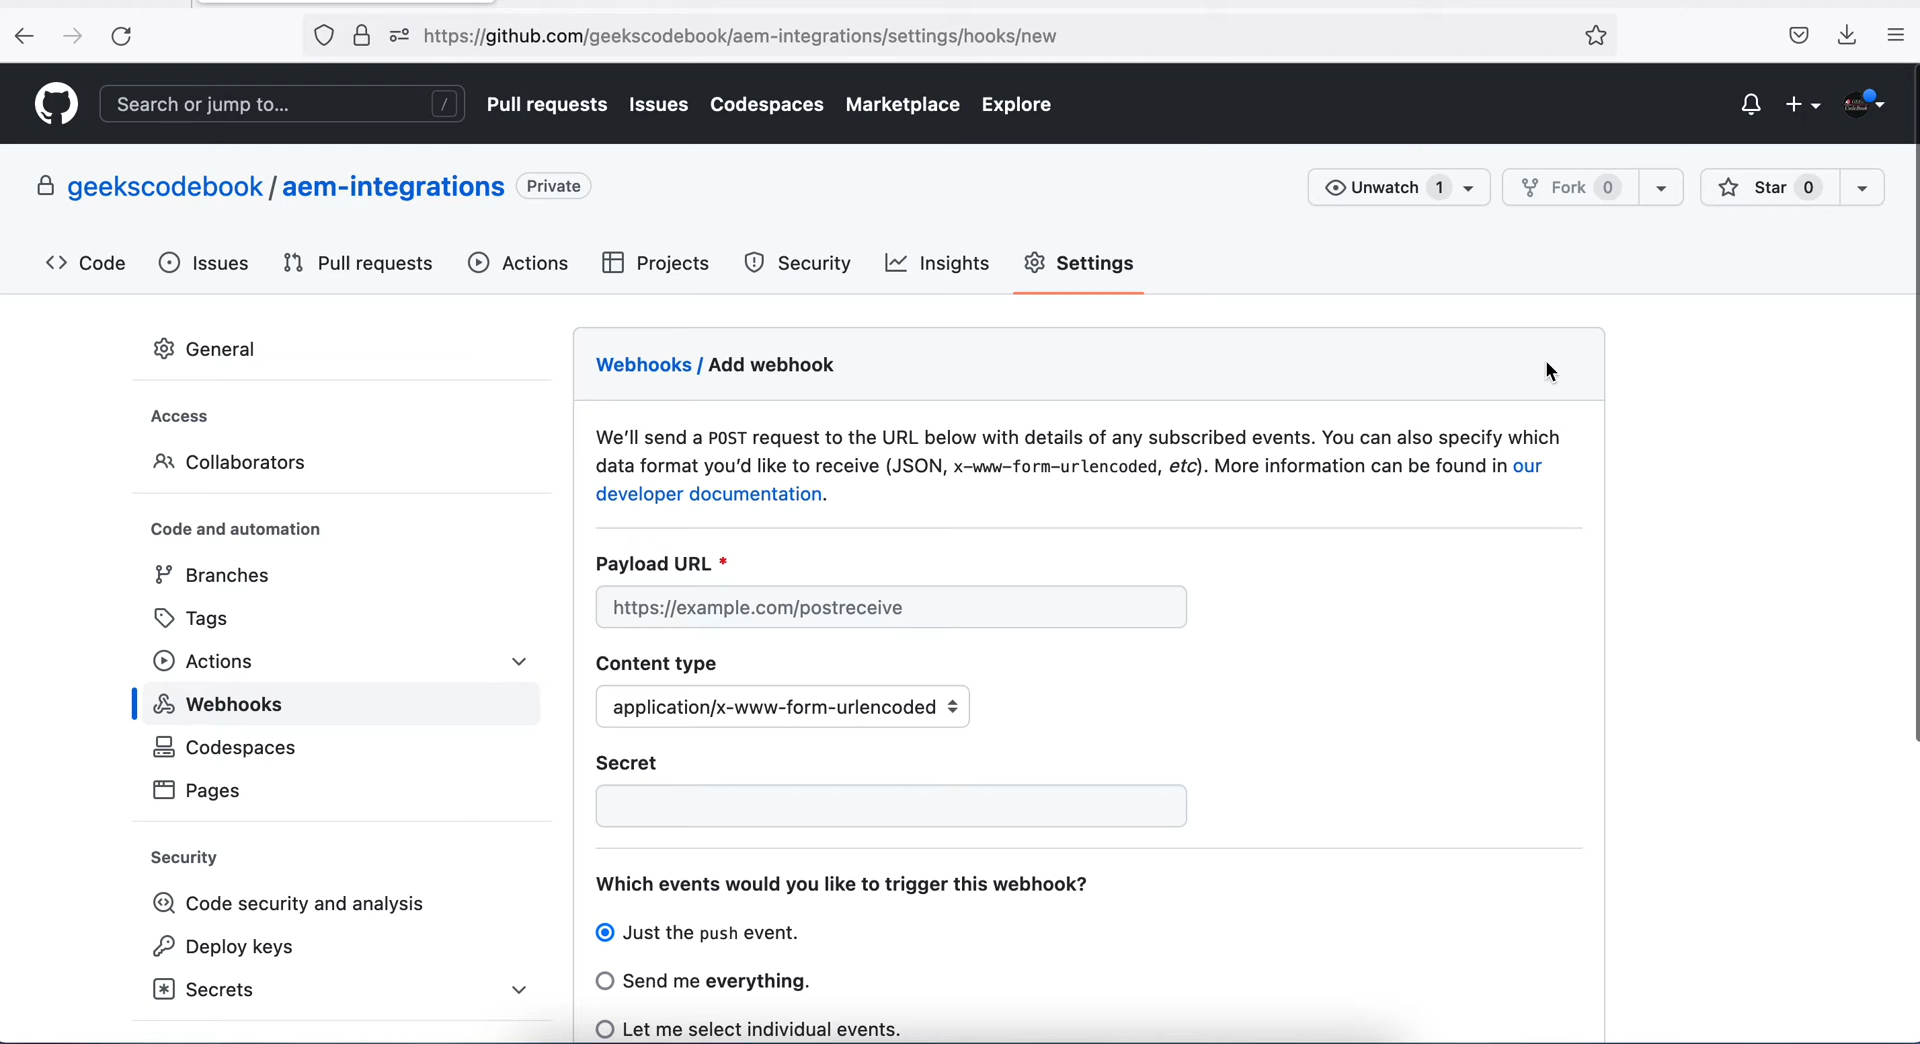 https://github.com/geekscodebook/aem-integrations/settings/hooks/new
Search or jump to... / Pull requests Issues Codespaces Marketplace Explore
geekscodebook / aem-integrations Private Unwatch 1 Fork 0 Star 0
Code Issues Pull requests Actions Projects Security Insights Settings
General
Access
Collaborators
Code and automation
Branches
Tags
Actions
Webhooks
Codespaces
Pages
Security
Code security and analysis
Deploy keys
Secrets
Webhooks / Add webhook
We'll send a POST request to the URL below with details of any subscribed events. You can also specify which
data format you'd like to receive (JSON, x-www-form-urlencoded, etc). More information can be found in our
developer documentation.
Payload URL *
https://example.com/postreceive
Content type
application/x-www-form-urlencoded
Secret
Which events would you like to trigger this webhook?
Just the push event.
Send me everything.
Let me select individual events.